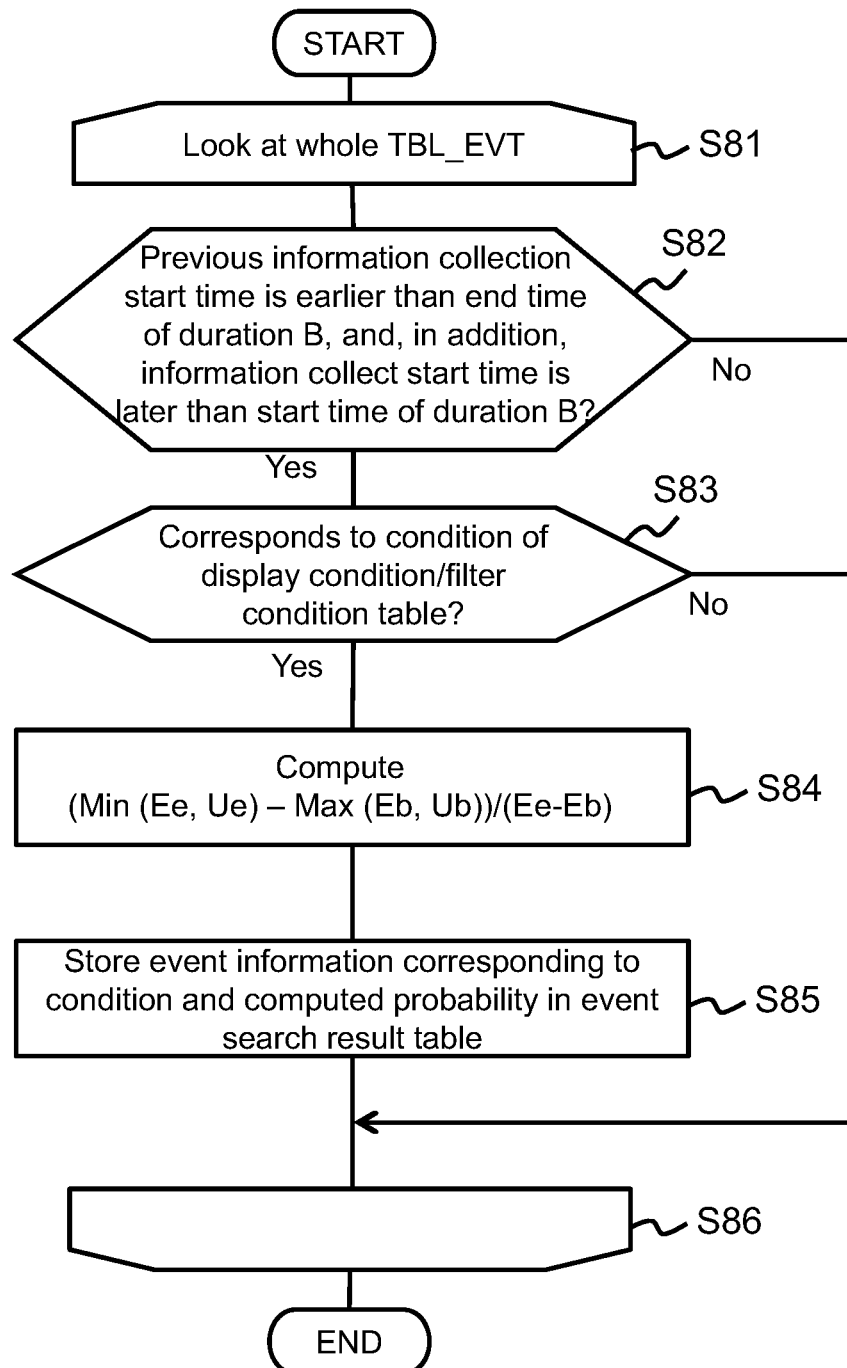 START
Look at whole TBL_EVT
S81
Previous information collection
start time is earlier than end time
of duration B, and, in addition,
information collect start time is
later than start time of duration B?
S82
No
Yes
S83
Corresponds to condition of
display condition/filter
condition table?
No
Yes
Compute
(Min (Ee, Ue) – Max (Eb, Ub))/(Ee-Eb)
S84
Store event information corresponding to
condition and computed probability in event
search result table
S85
S86
END